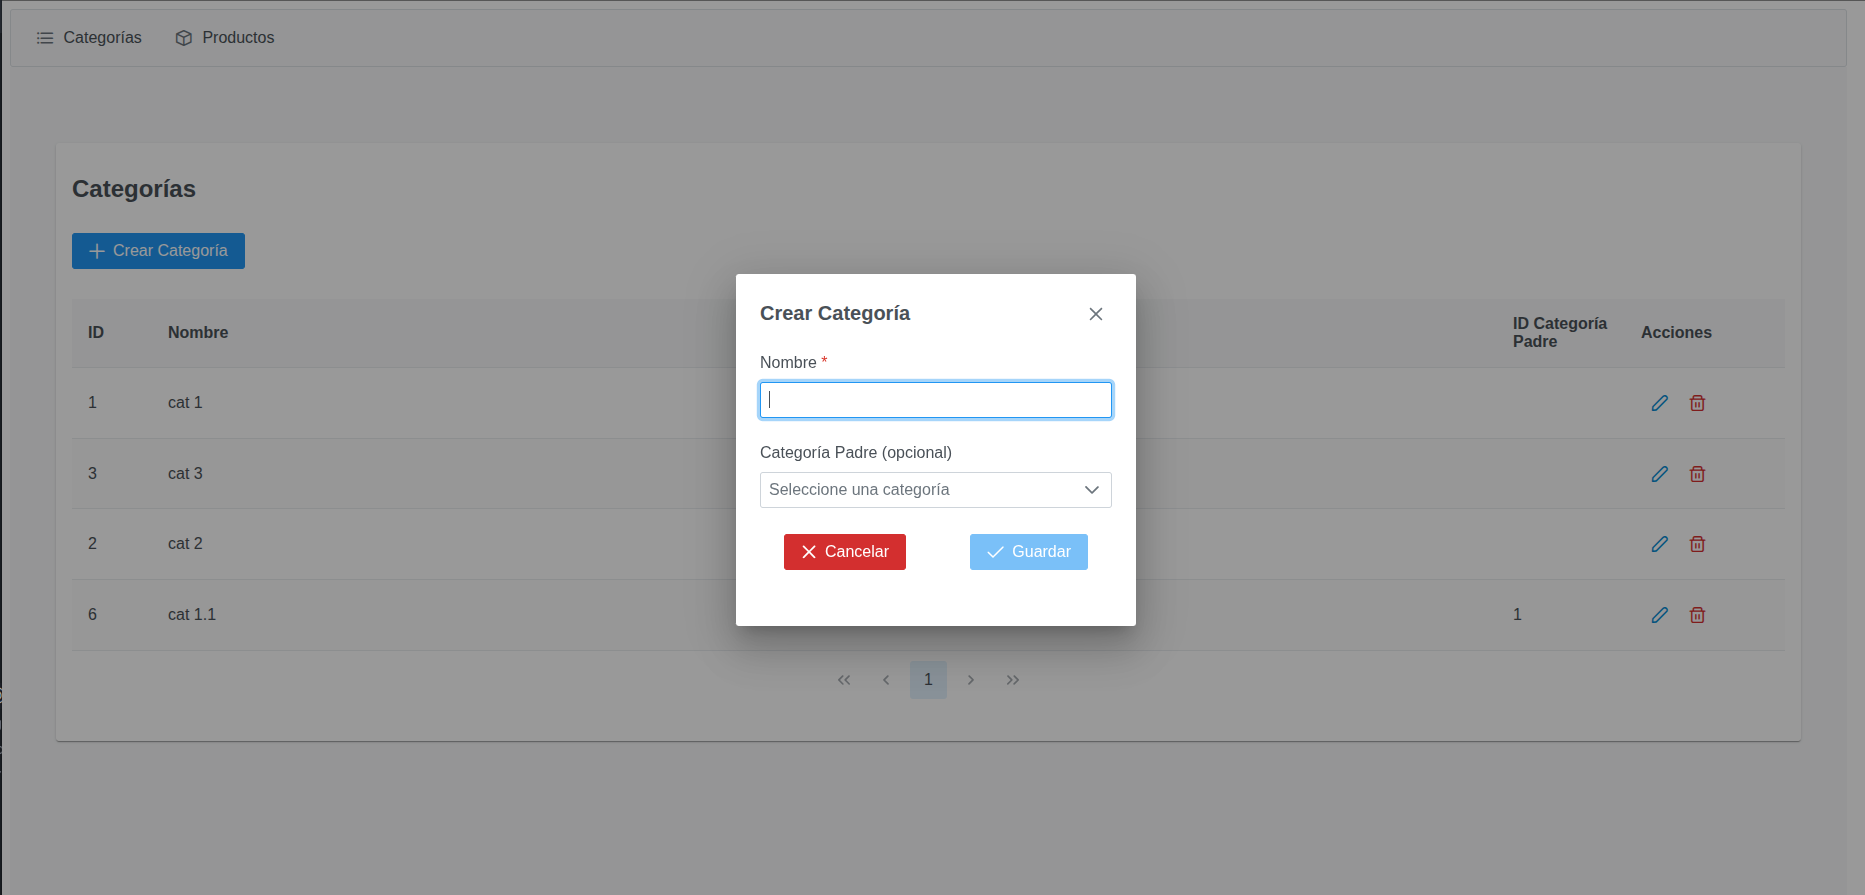 Categorías Productos
Categorías
Crear Categoría
Crear Categoría
Nombre *
Categoría Padre (opcional)
Seleccione una categoría
Cancelar Guardar
ID Nombre ID Categoría Padre Acciones
1 cat 1
3 cat 3
2 cat 2
6 cat 1.1 1
« ‹ 1 › »